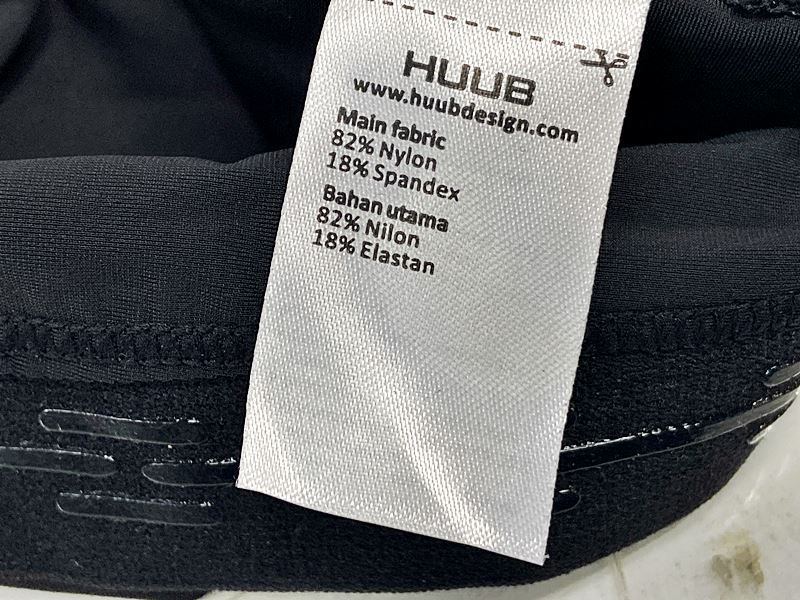 HUUB
www.huubdesign.com
Main fabric
82% Nylon
18% Spandex
Bahan utama
82% Nilon
18% Elastan